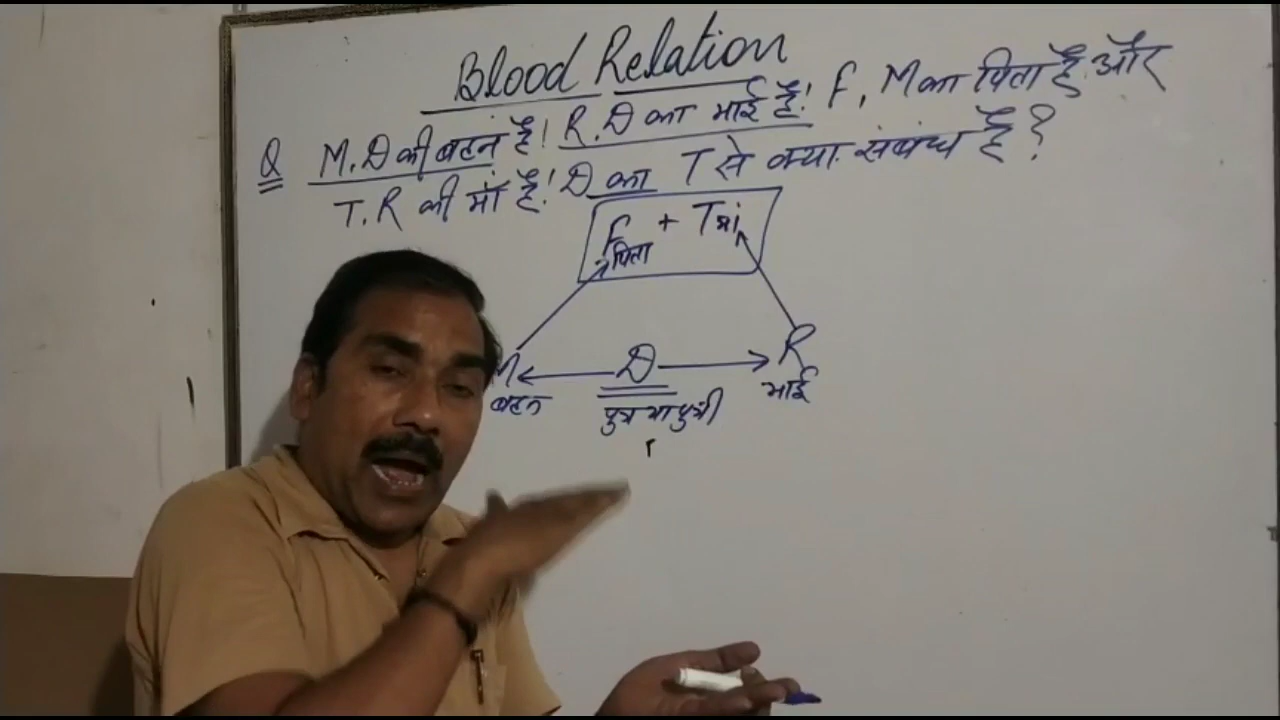 Blood Relation
Q M, D की बहन है! R, D का भाई है! F, M का पिता है और
T, R की माँ है! D का T से क्या संबंध है?
F + T माँ
पिता
D R
बहन पुत्र या पुत्री भाई